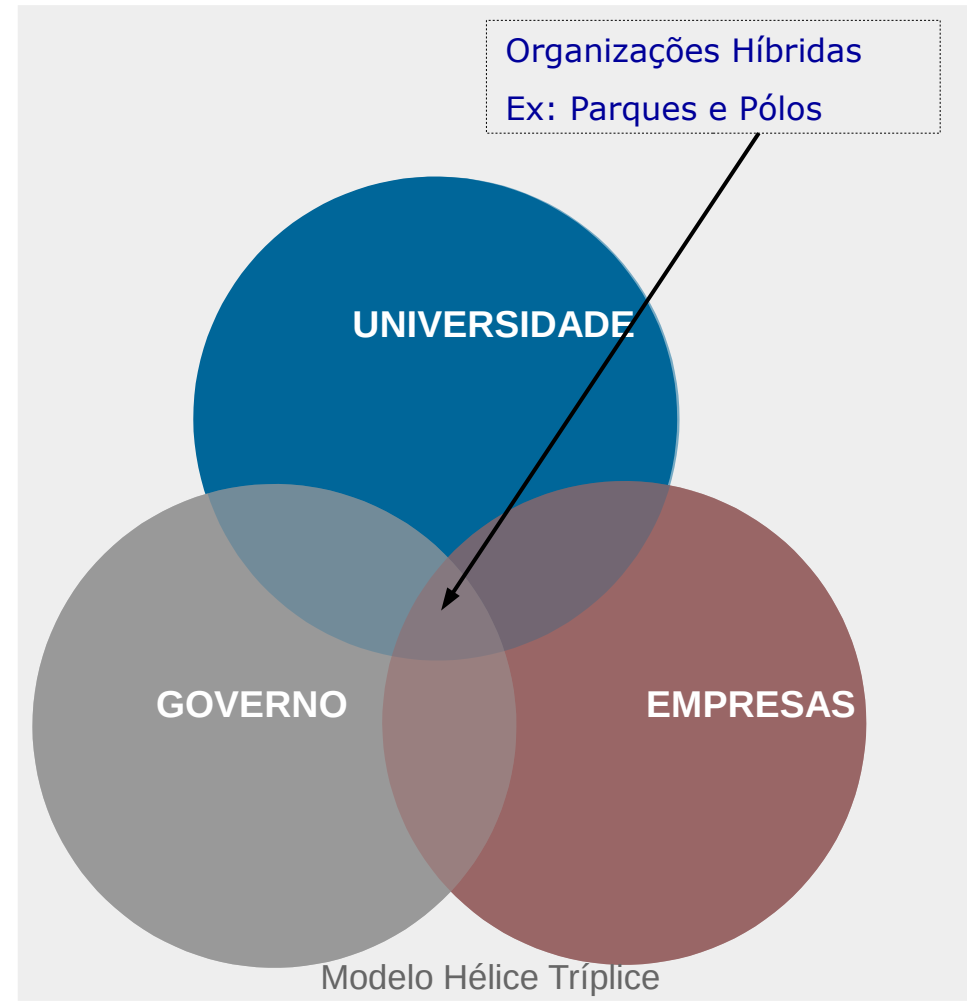 Organizações Híbridas
Ex: Parques e Pólos
UNIVERSIDADE
GOVERNO
EMPRESAS
Modelo Hélice Tríplice